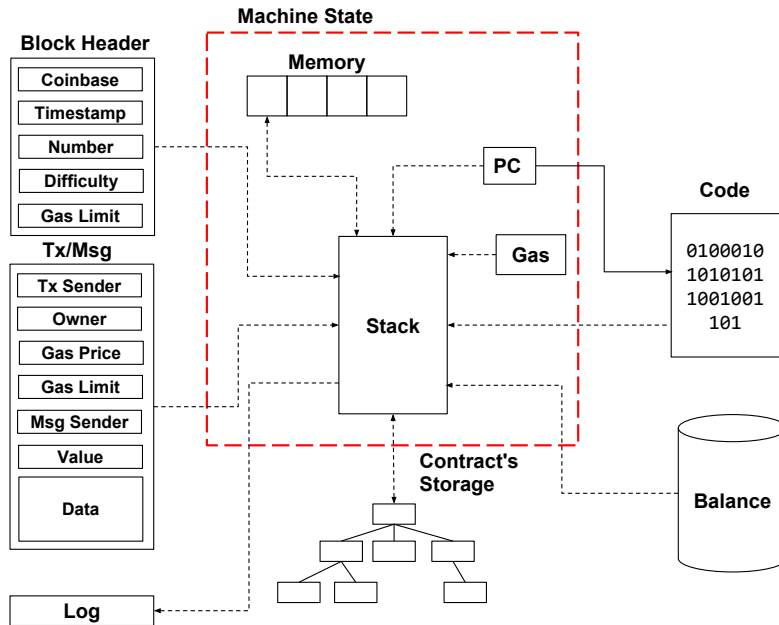 Machine State
Block Header
Coinbase
Timestamp
Number
Difficulty
Gas Limit
Tx/Msg
Tx Sender
Owner
Gas Price
Gas Limit
Msg Sender
Value
Data
Log
Memory
PC
Gas
Stack
Contract's
Storage
Code
0100010
1010101
1001001
101
Balance